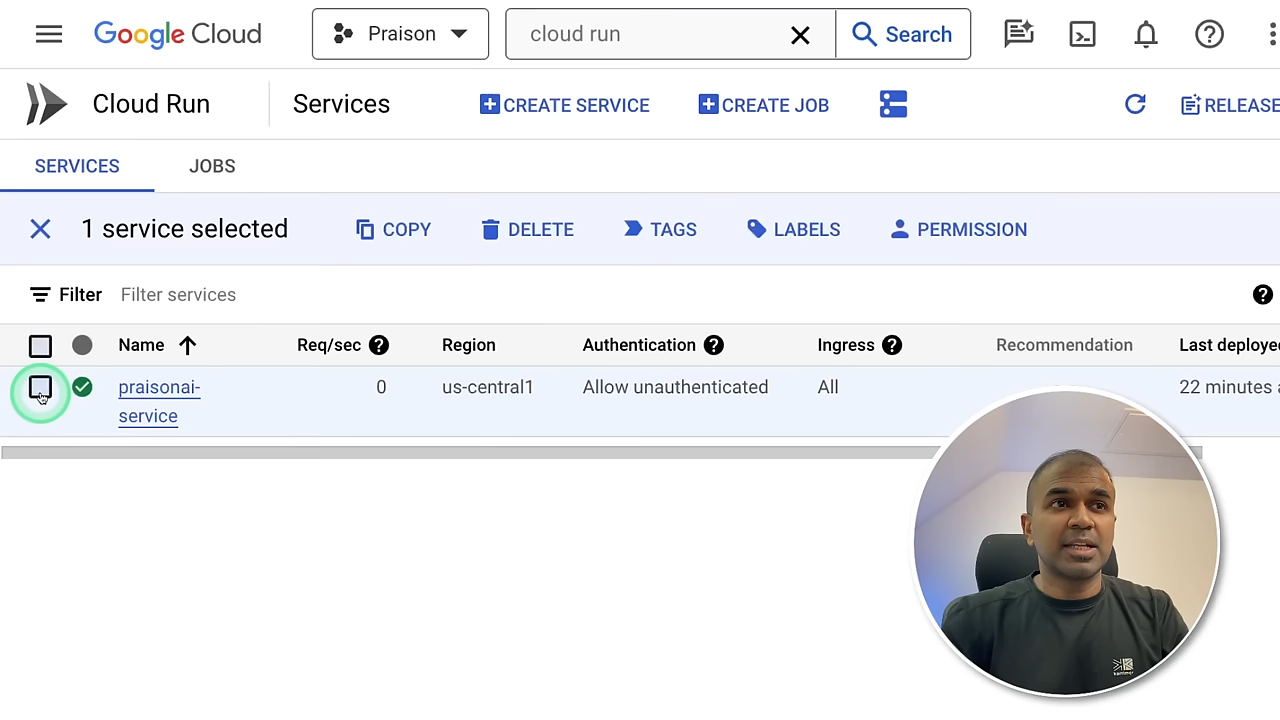 Google Cloud
Praison
cloud run
Search
Cloud Run
Services
CREATE SERVICE
CREATE JOB
RELEASE
SERVICES
JOBS
1 service selected
COPY
DELETE
TAGS
LABELS
PERMISSION
Filter
Filter services
Name
Req/sec
Region
Authentication
Ingress
Recommendation
Last deploye
praisonai-
service
0
us-central1
Allow unauthenticated
All
22 minutes a